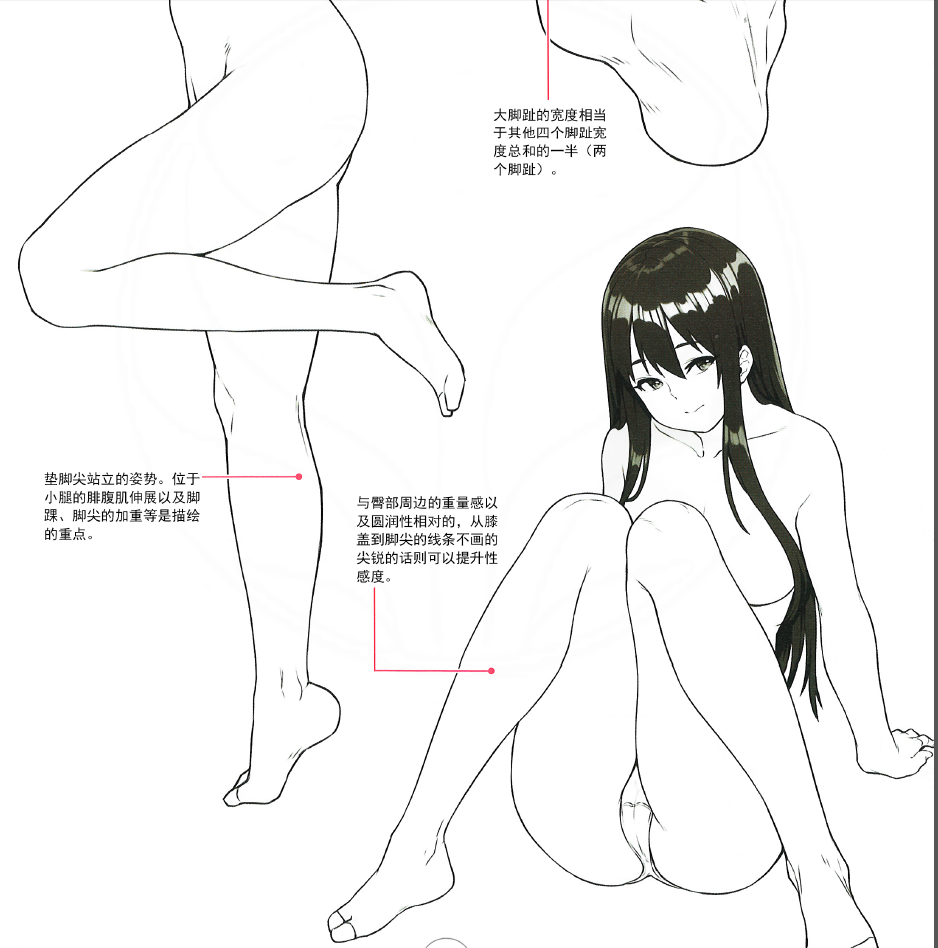 大脚趾的宽度相当
于其他四个脚趾宽
度总和的一半（两
个脚趾）。
垫脚尖站立的姿势。位于
小腿的腓腹肌伸展以及脚
踝、脚尖的加重等是描绘
的重点。
与臀部周边的重量感以
及圆润性相对的，从膝
盖到脚尖的线条不画的
尖锐的话则可以提升性
感度。